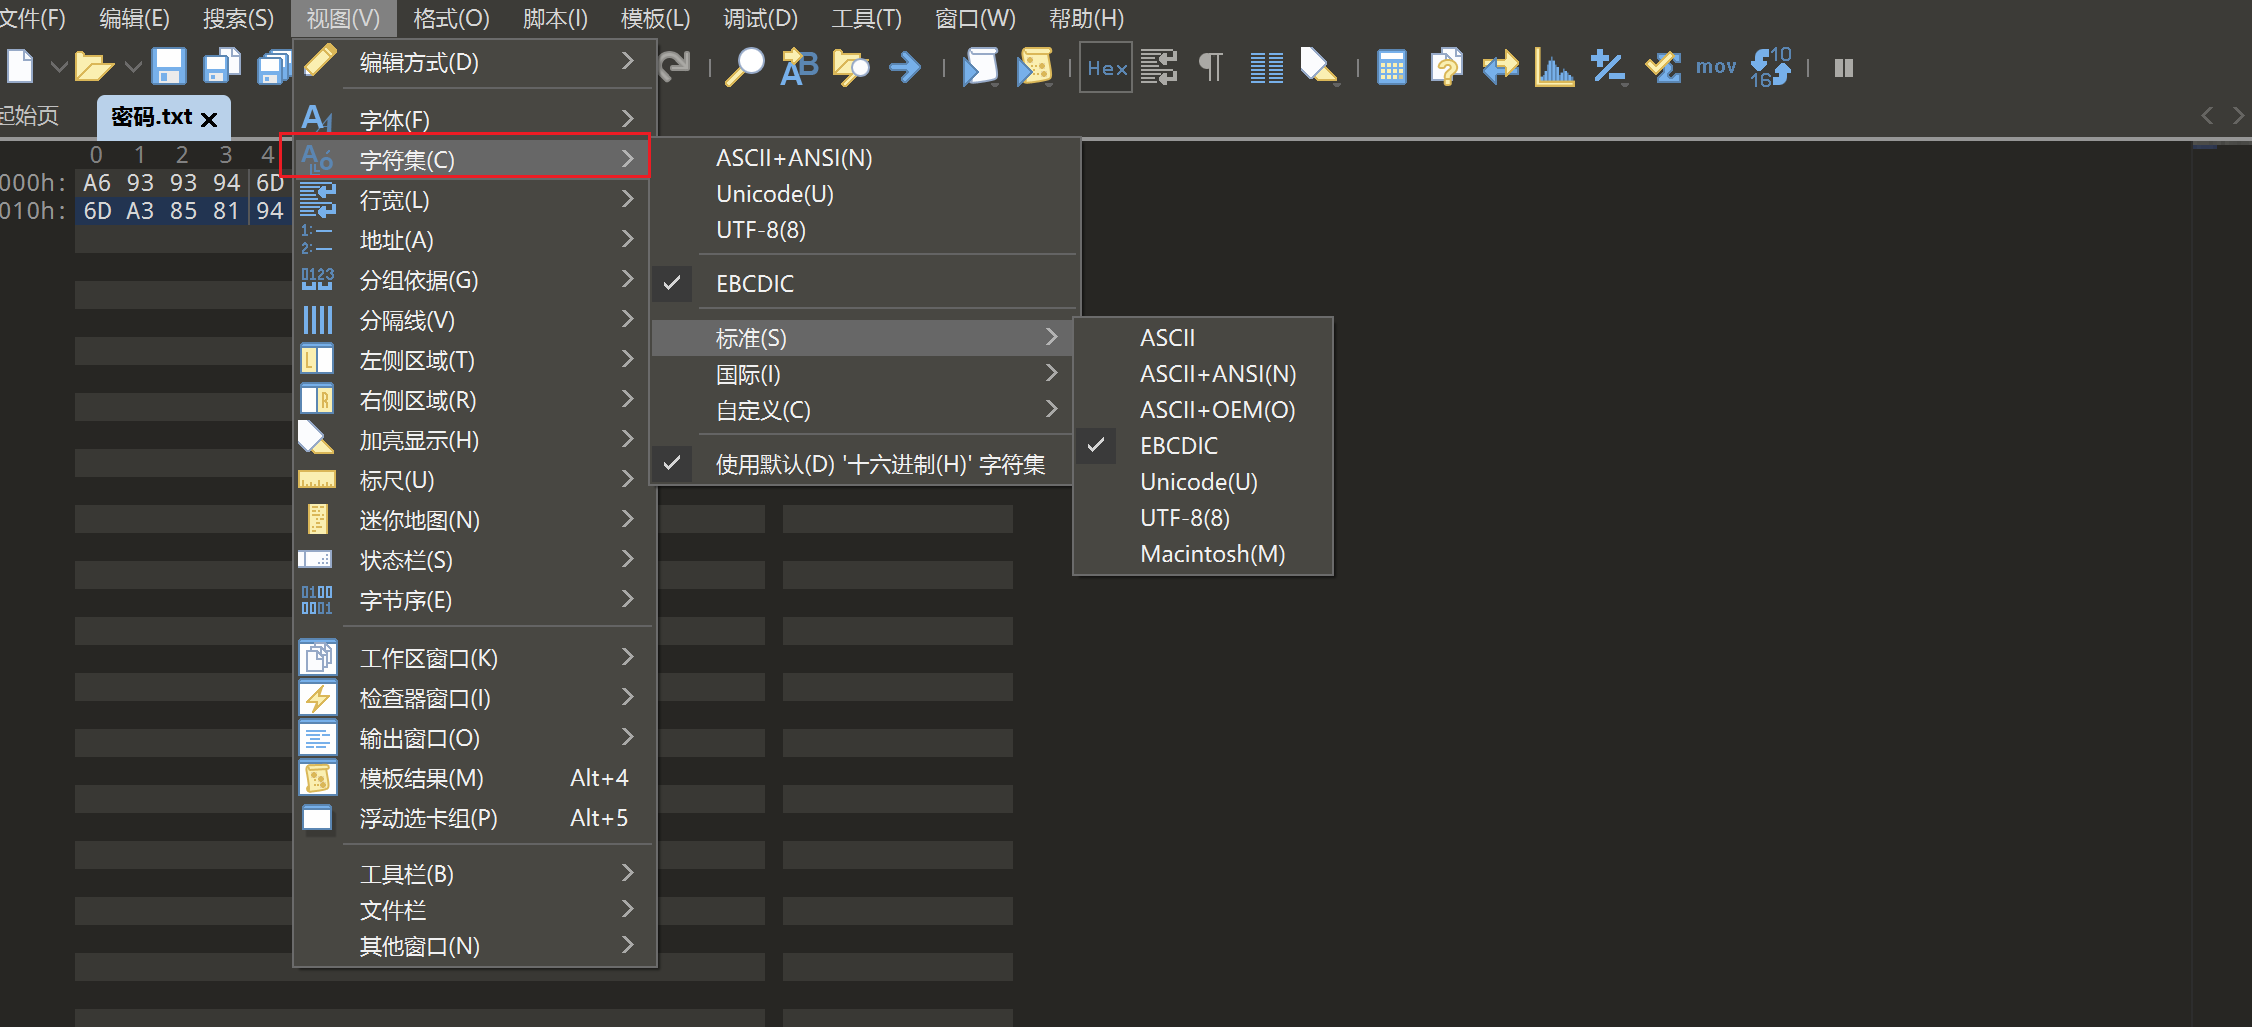 文件(F) 编辑(E) 搜索(S) 视图(V) 格式(O) 脚本(I) 模板(L) 调试(D) 工具(T) 窗口(W) 帮助(H)
Hex mov 10 16
起始页 密码.txt
0 1 2 3 4
000h: A6 93 93 94 6D
010h: 6D A3 85 81 94
编辑方式(D)
字体(F)
字符集(C)
行宽(L)
地址(A)
分组依据(G)
分隔线(V)
左侧区域(T)
右侧区域(R)
加亮显示(H)
标尺(U)
迷你地图(N)
状态栏(S)
字节序(E)
工作区窗口(K)
检查器窗口(I)
输出窗口(O)
模板结果(M) Alt+4
浮动选卡组(P) Alt+5
工具栏(B)
文件栏
其他窗口(N)
ASCII+ANSI(N)
Unicode(U)
UTF-8(8)
EBCDIC
标准(S)
国际(I)
自定义(C)
使用默认(D) '十六进制(H)' 字符集
ASCII
ASCII+ANSI(N)
ASCII+OEM(O)
EBCDIC
Unicode(U)
UTF-8(8)
Macintosh(M)